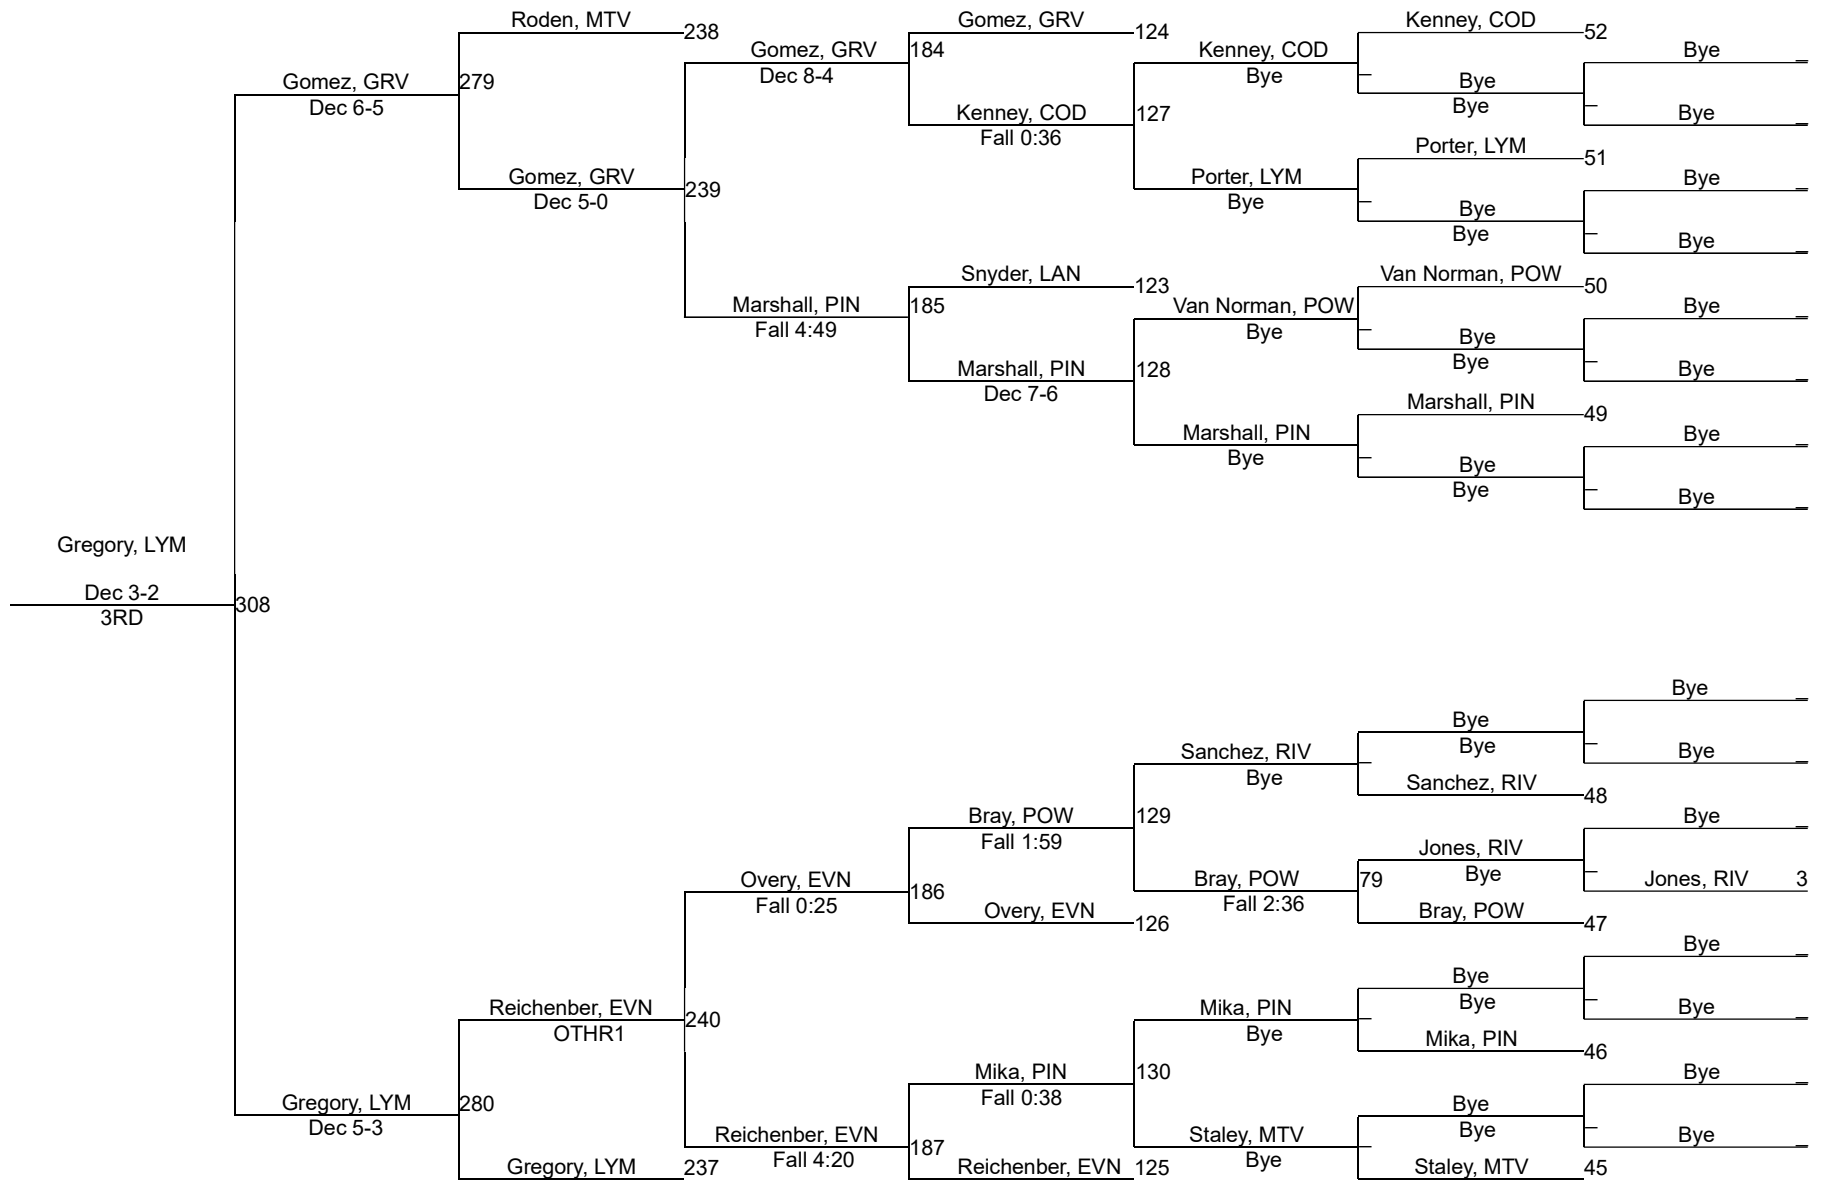 Roden, MTV
238
Gomez, GRV
124
Kenney, COD
52
Gomez, GRV
Dec 8-4
184
Kenney, COD
Bye
Bye
_
Gomez, GRV
Dec 6-5
279
Bye
Bye
Kenney, COD
Fall 0:36
127
Bye
_
Porter, LYM
51
Gomez, GRV
Dec 5-0
239
Porter, LYM
Bye
Bye
_
Bye
Bye
Bye
_
Snyder, LAN
123
Van Norman, POW
50
Marshall, PIN
Fall 4:49
185
Van Norman, POW
Bye
Bye
_
Bye
Bye
Marshall, PIN
Dec 7-6
128
Bye
_
Marshall, PIN
49
Marshall, PIN
Bye
Bye
_
Bye
Bye
Bye
_
Gregory, LYM
Dec 3-2
3RD
308
Bye
_
Bye
Bye
Sanchez, RIV
Bye
Bye
_
Sanchez, RIV
48
Bray, POW
Fall 1:59
129
Bye
_
Jones, RIV
Bye
Overy, EVN
Fall 0:25
186
Bray, POW
Fall 2:36
79
Jones, RIV
3
Overy, EVN
126
Bray, POW
47
Bye
_
Bye
Bye
Reichenber, EVN
OTHR1
240
Mika, PIN
Bye
Bye
_
Mika, PIN
46
Mika, PIN
Fall 0:38
130
Bye
_
Gregory, LYM
Dec 5-3
280
Bye
Bye
Reichenber, EVN
Fall 4:20
187
Staley, MTV
Bye
Bye
_
Gregory, LYM
237
Reichenber, EVN
125
Staley, MTV
45